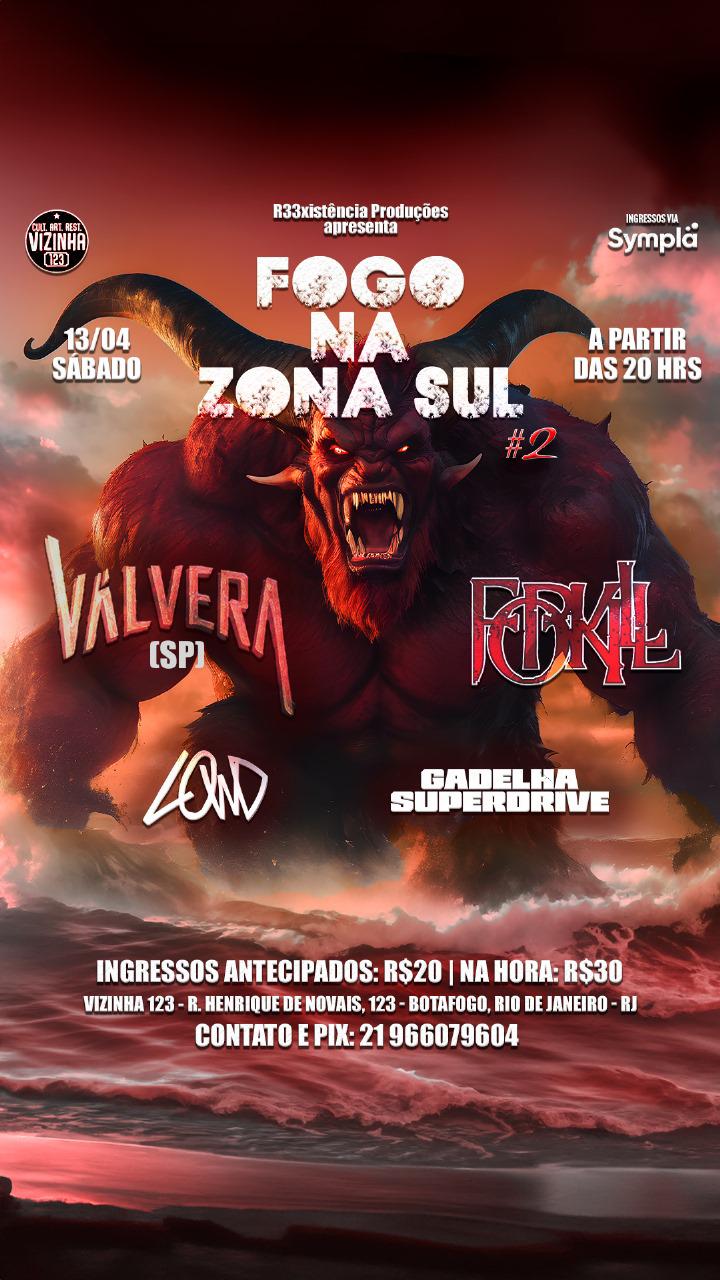 R33xistência Produções
apresenta
CULT. ART. REST.
VIZINHA
123
INGRESSOS VIA
Sympla
FOGO
NA
ZONA SUL
#2
13/04
SÁBADO
A PARTIR
DAS 20 HRS
VÁLVERA
(SP)
FORKILL
LOWD
GADELHA
SUPERDRIVE
INGRESSOS ANTECIPADOS: R$20 | NA HORA: R$30
VIZINHA 123 - R. HENRIQUE DE NOVAIS, 123 - BOTAFOGO, RIO DE JANEIRO - RJ
CONTATO E PIX: 21 966079604